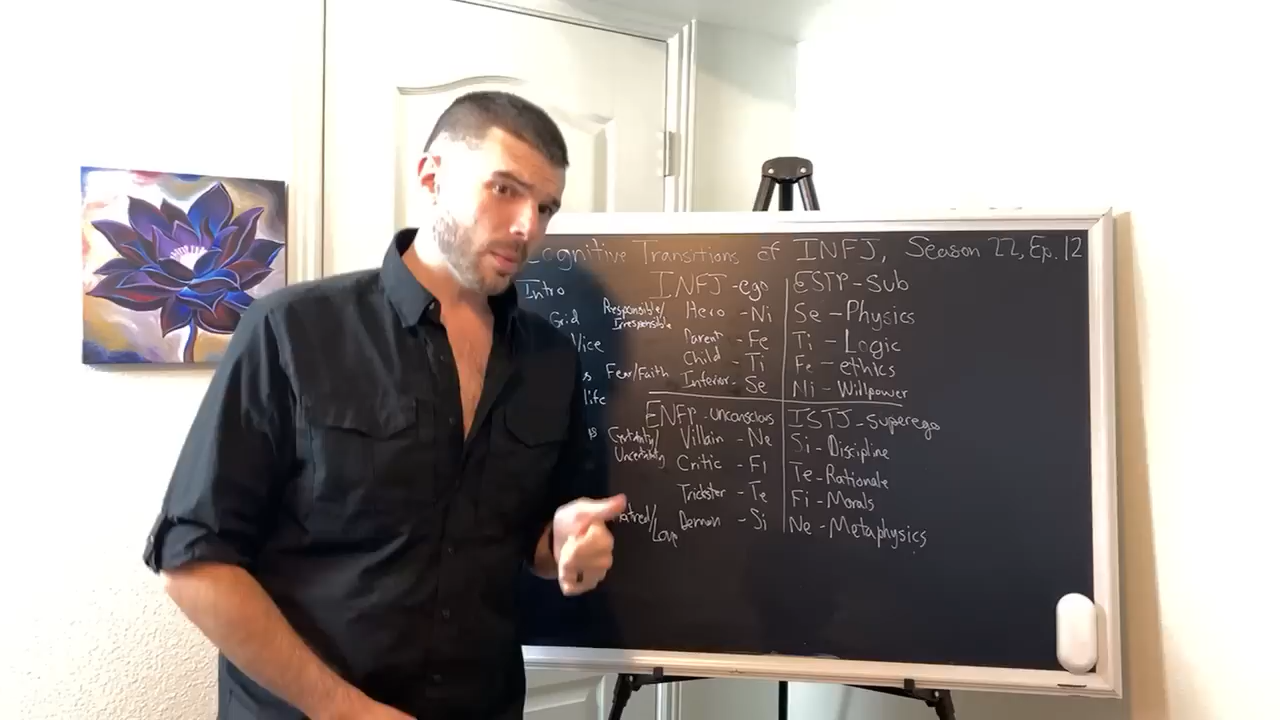 Cognitive Transitions of INFJ, Season 22, Ep. 12
Intro
Grid
Vice
life
INFJ-ego
Responsible/
Irresponsible
Hero - Ni
Parent - Fe
Child - Ti
Fear/Faith Inferior - Se
ESTP-Sub
Se - Physics
Ti - Logic
Fe - ethics
Ni - Willpower
ENFP-unconscious
Certainty/
Uncertainty
Villain - Ne
Critic - Fi
Trickster - Te
Demon - Si
ISTJ-superego
Si - Discipline
Te - Rationale
Fi - Morals
Ne - Metaphysics